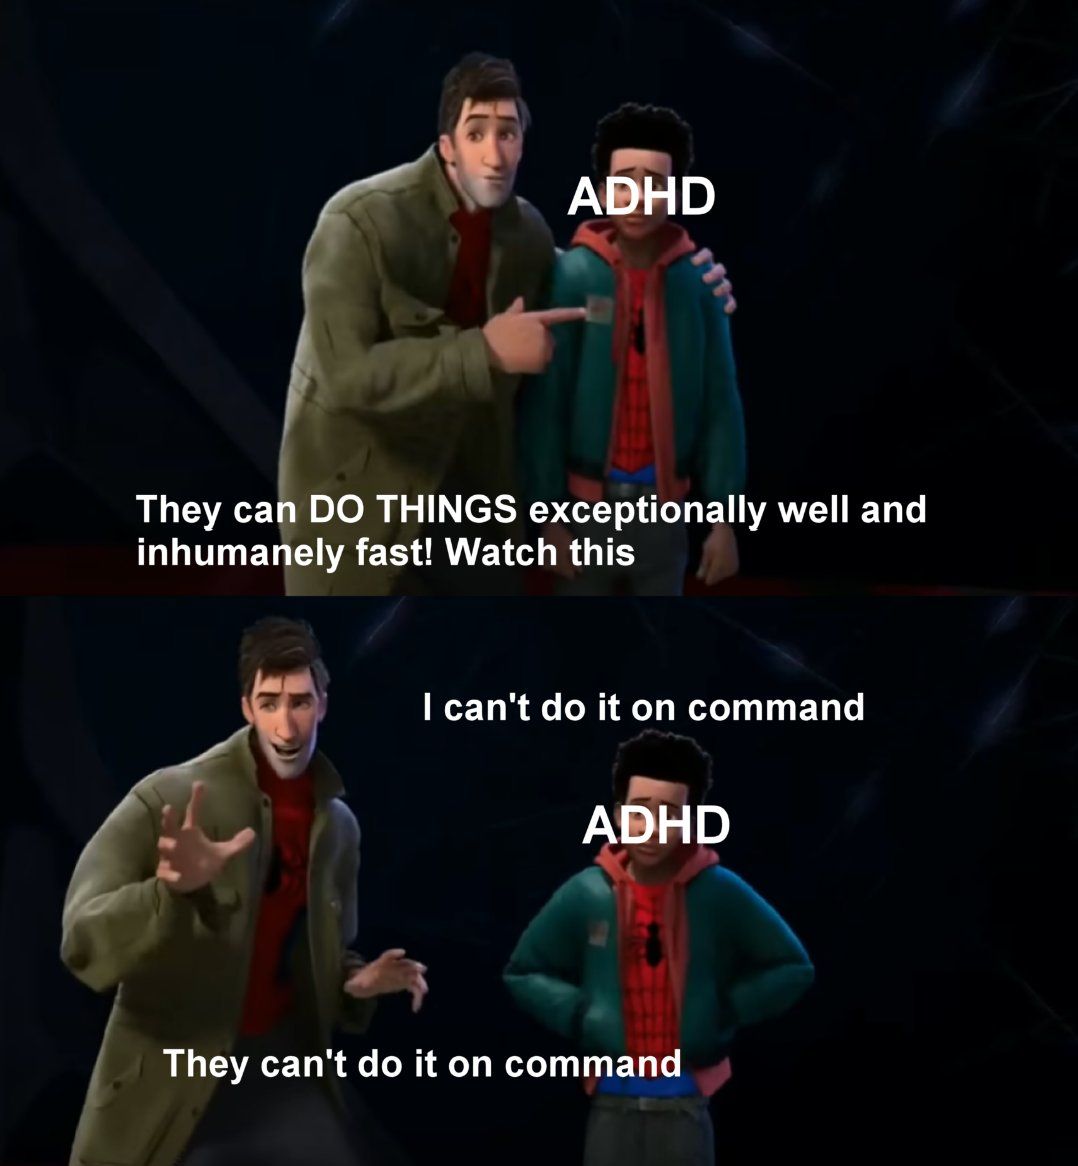 ADHD
They can DO THINGS exceptionally well and
inhumanely fast! Watch this
I can't do it on command
ADHD
They can't do it on command